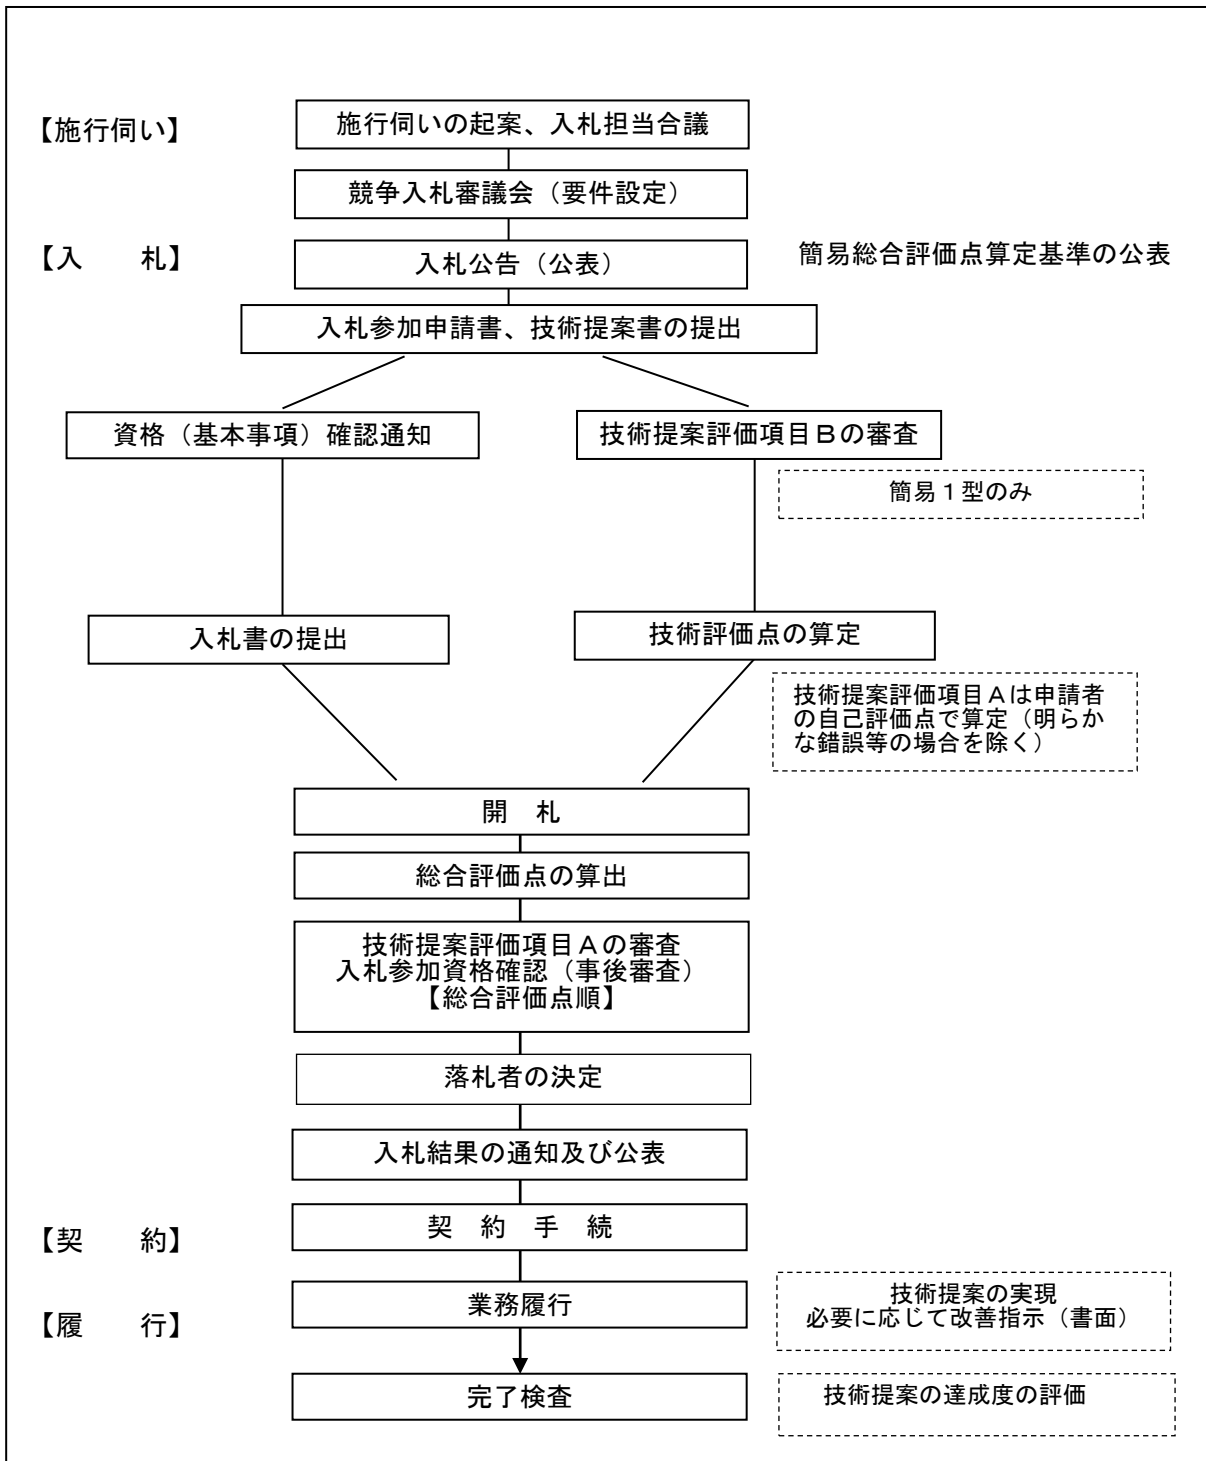 【施行伺い】
施行伺いの起案、入札担当合議
競争入札審議会(要件設定)
【入　　札】
入札公告(公表)
簡易総合評価点算定基準の公表
入札参加申請書、技術提案書の提出
資格(基本事項)確認通知
技術提案評価項目Bの審査
簡易1型のみ
入札書の提出
技術評価点の算定
技術提案評価項目Aは申請者
の自己評価点で算定(明らか
な錯誤等の場合を除く)
開　札
総合評価点の算出
技術提案評価項目Aの審査
入札参加資格確認(事後審査)
【総合評価点順】
落札者の決定
入札結果の通知及び公表
【契　　約】
契　約　手　続
【履　　行】
業務履行
技術提案の実現
必要に応じて改善指示(書面)
完了検査
技術提案の達成度の評価